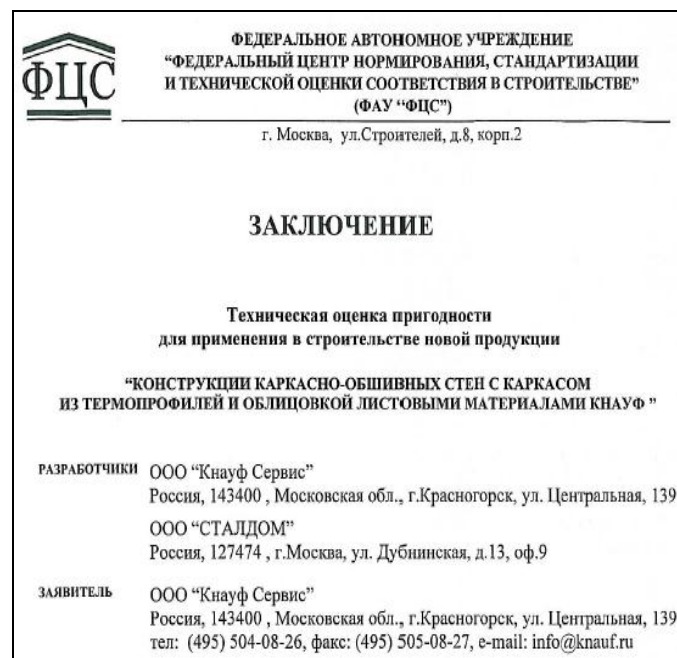 ФЦС
ФЕДЕРАЛЬНОЕ АВТОНОМНОЕ УЧРЕЖДЕНИЕ
“ФЕДЕРАЛЬНЫЙ ЦЕНТР НОРМИРОВАНИЯ, СТАНДАРТИЗАЦИИ
И ТЕХНИЧЕСКОЙ ОЦЕНКИ СООТВЕТСТВИЯ В СТРОИТЕЛЬСТВЕ”
(ФАУ “ФЦС”)
г. Москва, ул.Строителей, д.8, корп.2
ЗАКЛЮЧЕНИЕ
Техническая оценка пригодности
для применения в строительстве новой продукции
“КОНСТРУКЦИИ КАРКАСНО-ОБШИВНЫХ СТЕН С КАРКАСОМ
ИЗ ТЕРМОПРОФИЛЕЙ И ОБЛИЦОВКОЙ ЛИСТОВЫМИ МАТЕРИАЛАМИ КНАУФ ”
РАЗРАБОТЧИКИ ООО “Кнауф Сервис”
Россия, 143400 , Московская обл., г.Красногорск, ул. Центральная, 139
ООО “СТАЛДОМ”
Россия, 127474 , г.Москва, ул. Дубнинская, д.13, оф.9
ЗАЯВИТЕЛЬ ООО “Кнауф Сервис”
Россия, 143400 , Московская обл., г.Красногорск, ул. Центральная, 139
тел: (495) 504-08-26, факс: (495) 505-08-27, e-mail: info@knauf.ru